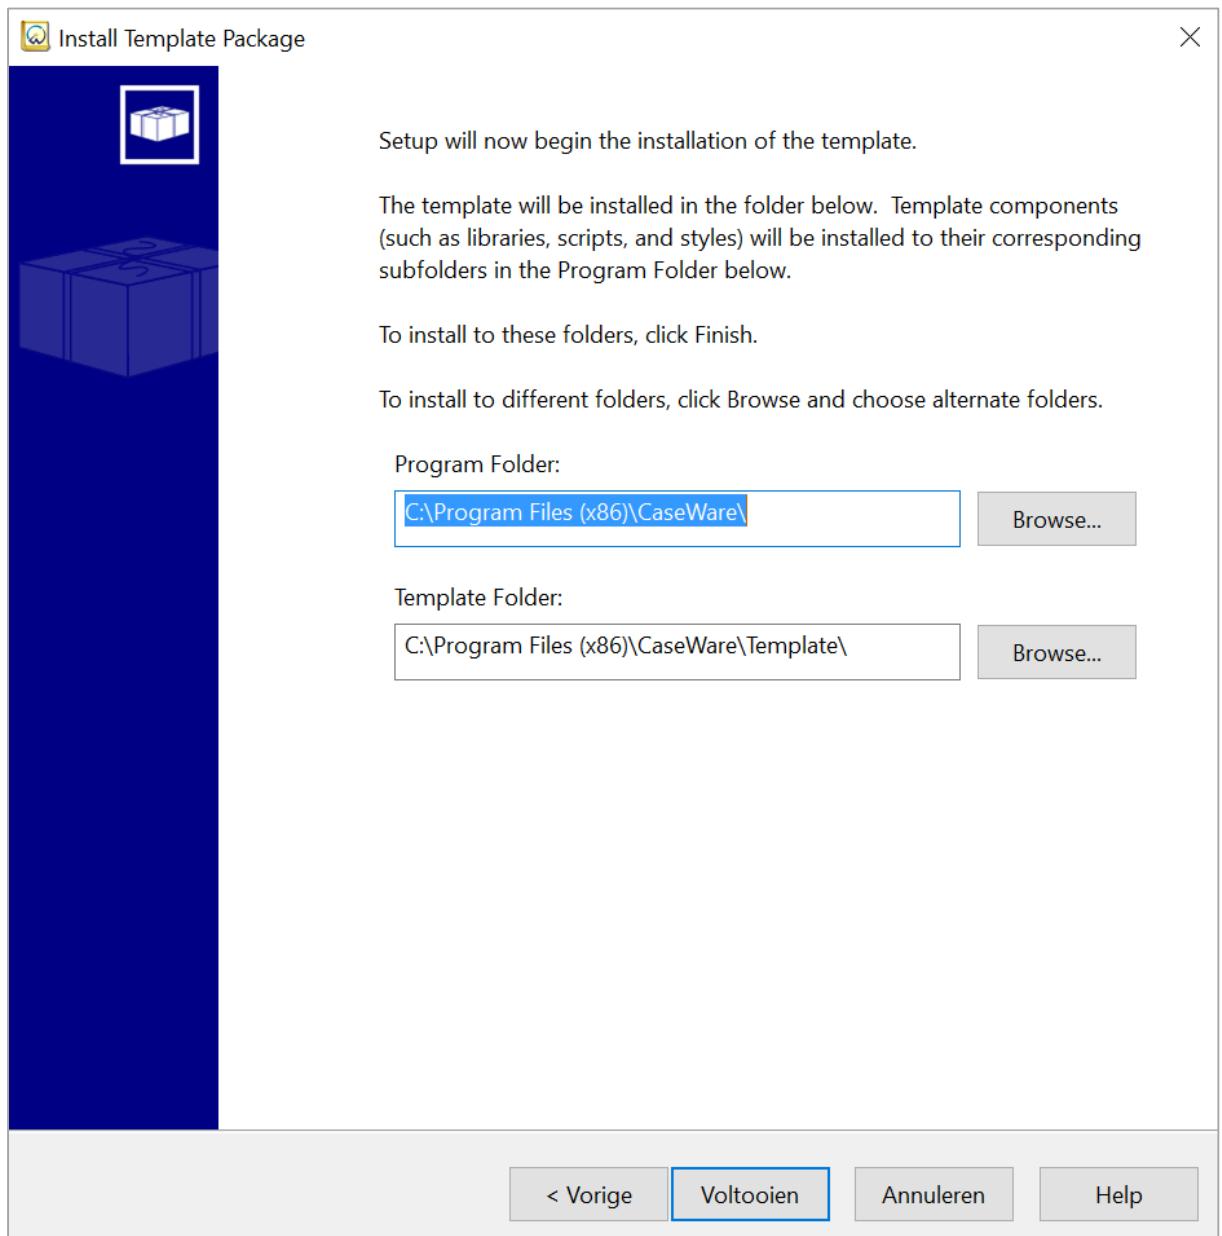 Install Template Package
Setup will now begin the installation of the template.
The template will be installed in the folder below.  Template components
(such as libraries, scripts, and styles) will be installed to their corresponding
subfolders in the Program Folder below.
To install to these folders, click Finish.
To install to different folders, click Browse and choose alternate folders.
Program Folder:
C:\Program Files (x86)\CaseWare\
Browse...
Template Folder:
C:\Program Files (x86)\CaseWare\Template\
Browse...
< Vorige
Voltooien
Annuleren
Help